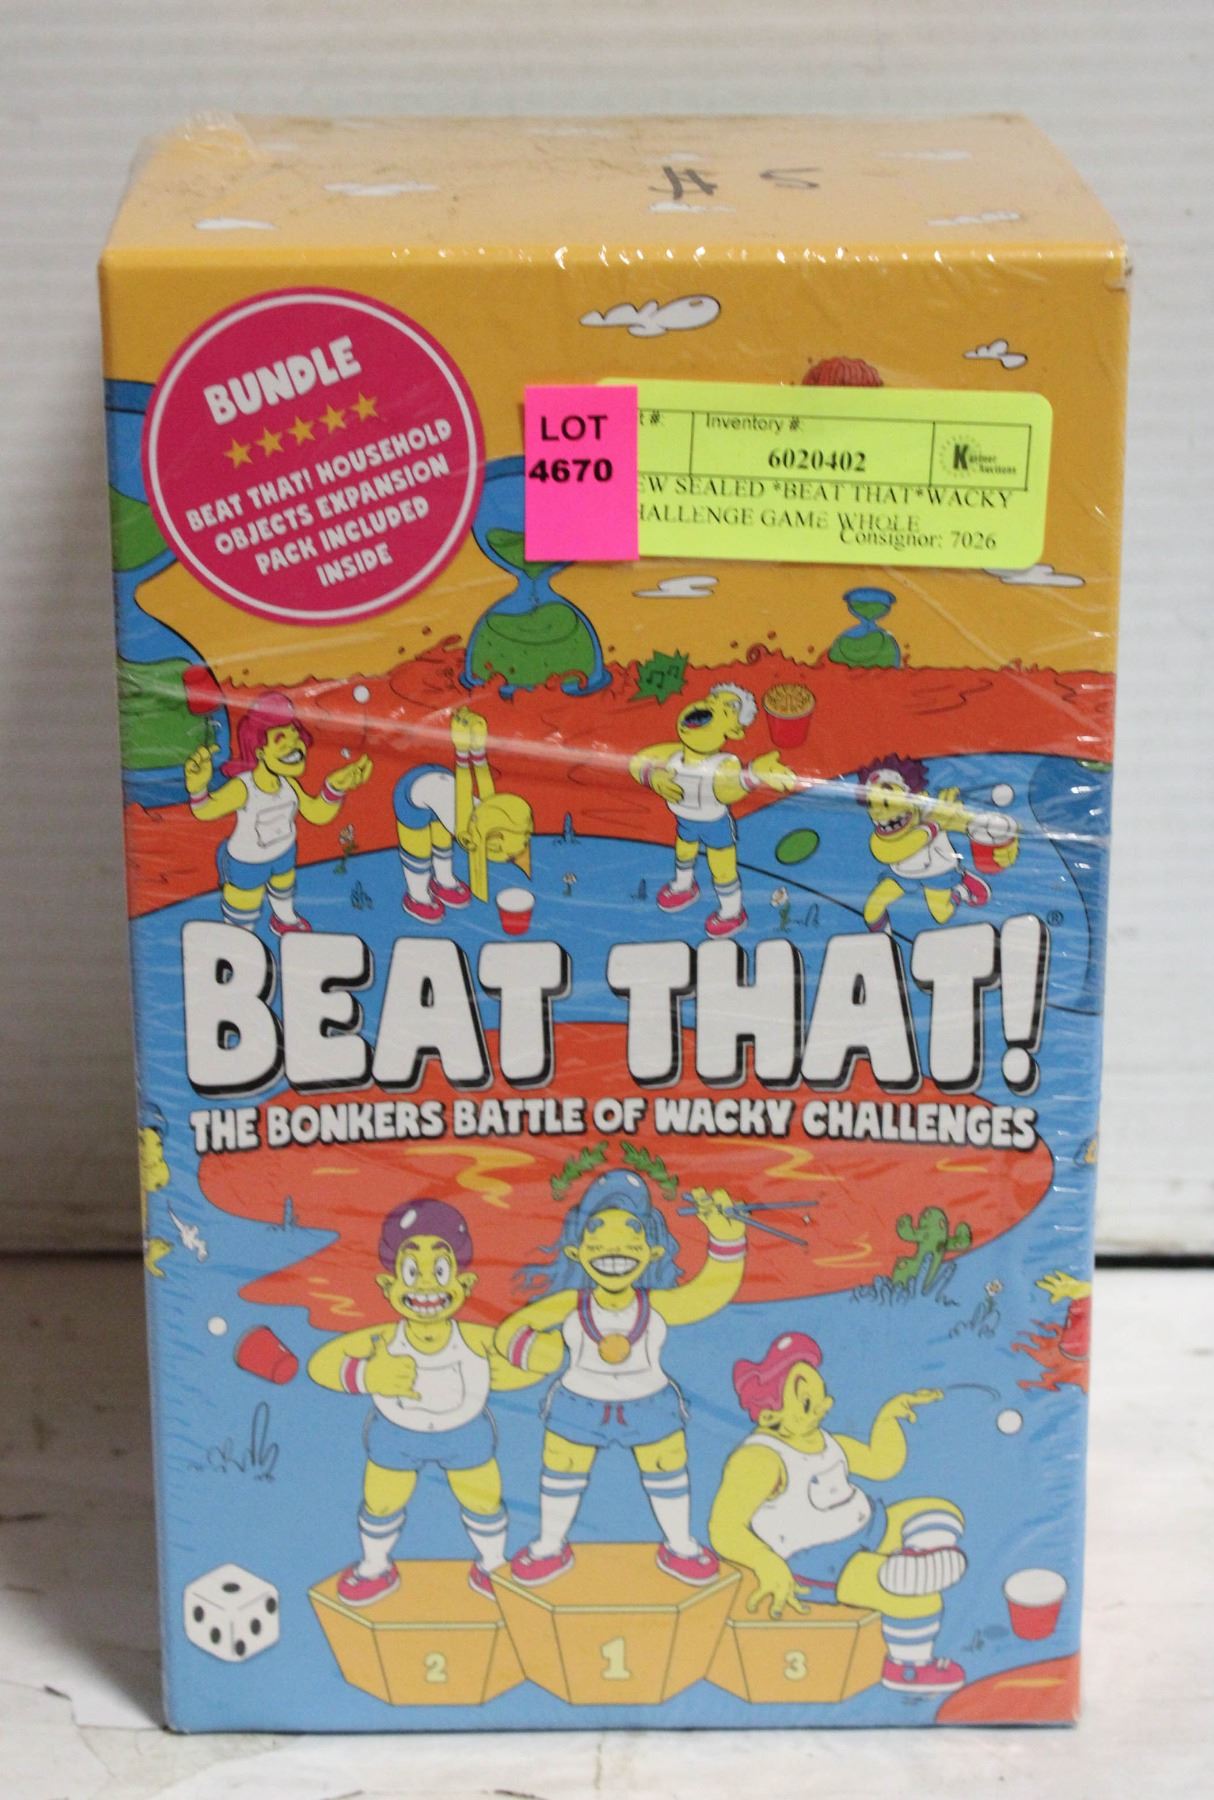 BUNDLE
BEAT THAT! HOUSEHOLD
OBJECTS EXPANSION
PACK INCLUDED
INSIDE
LOT
4670
t #:
Inventory #:
6020402
EW SEALED *BEAT THAT*WACKY
HALLENGE GAME WHOLE
Consignor: 7026
BEAT THAT!®
THE BONKERS BATTLE OF WACKY CHALLENGES
2
1
3